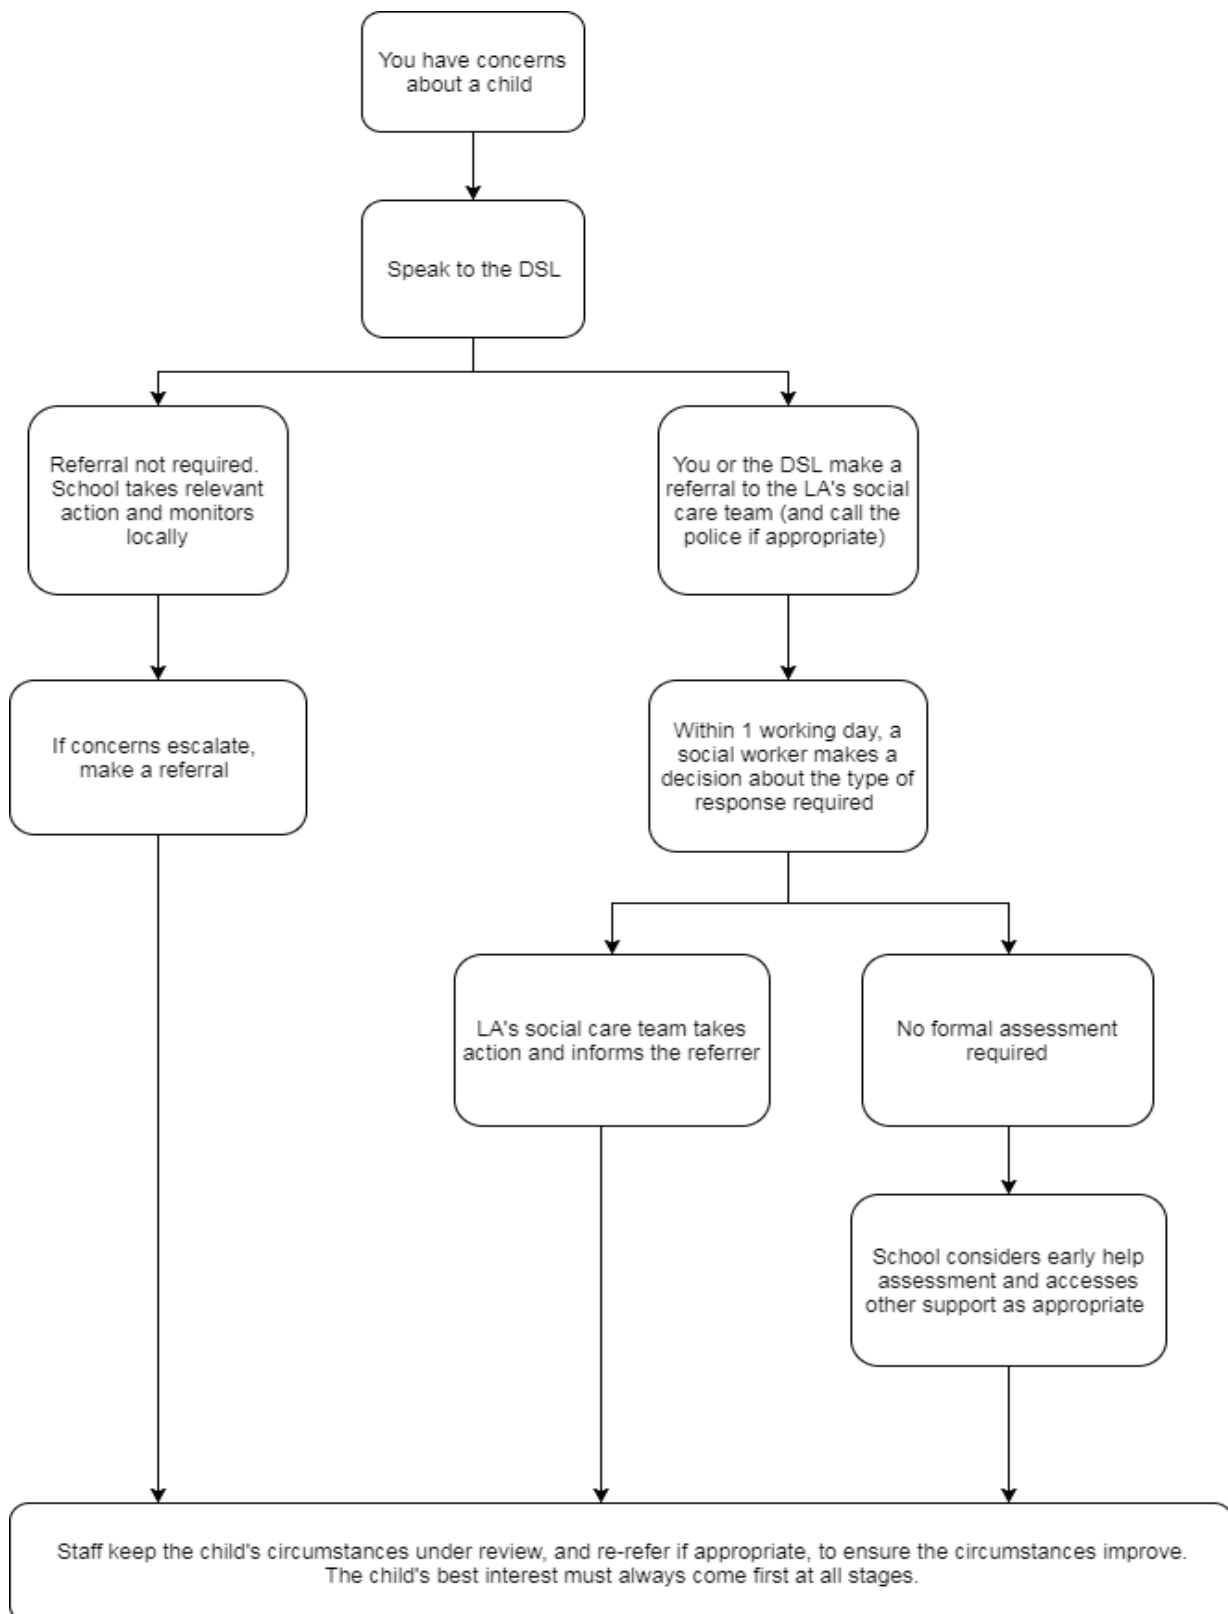 You have concerns
about a child
Speak to the DSL
Referral not required.
School takes relevant
action and monitors
locally
You or the DSL make a
referral to the LA's social
care team (and call the
police if appropriate)
If concerns escalate,
make a referral
Within 1 working day, a
social worker makes a
decision about the type of
response required
LA's social care team takes
action and informs the referrer
No formal assessment
required
School considers early help
assessment and accesses
other support as appropriate
Staff keep the child's circumstances under review, and re-refer if appropriate, to ensure the circumstances improve.
The child's best interest must always come first at all stages.